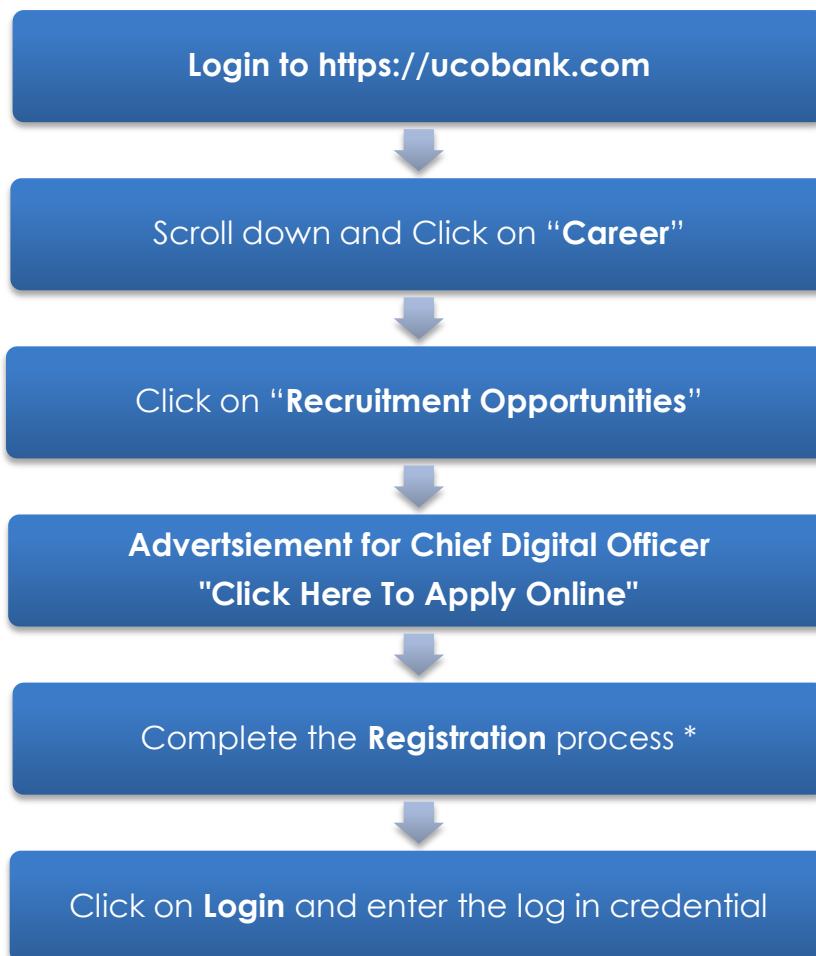 Login to https://ucobank.com
Scroll down and Click on “Career”
Click on “Recruitment Opportunities”
Advertsiement for Chief Digital Officer
"Click Here To Apply Online"
Complete the Registration process *
Click on Login and enter the log in credential